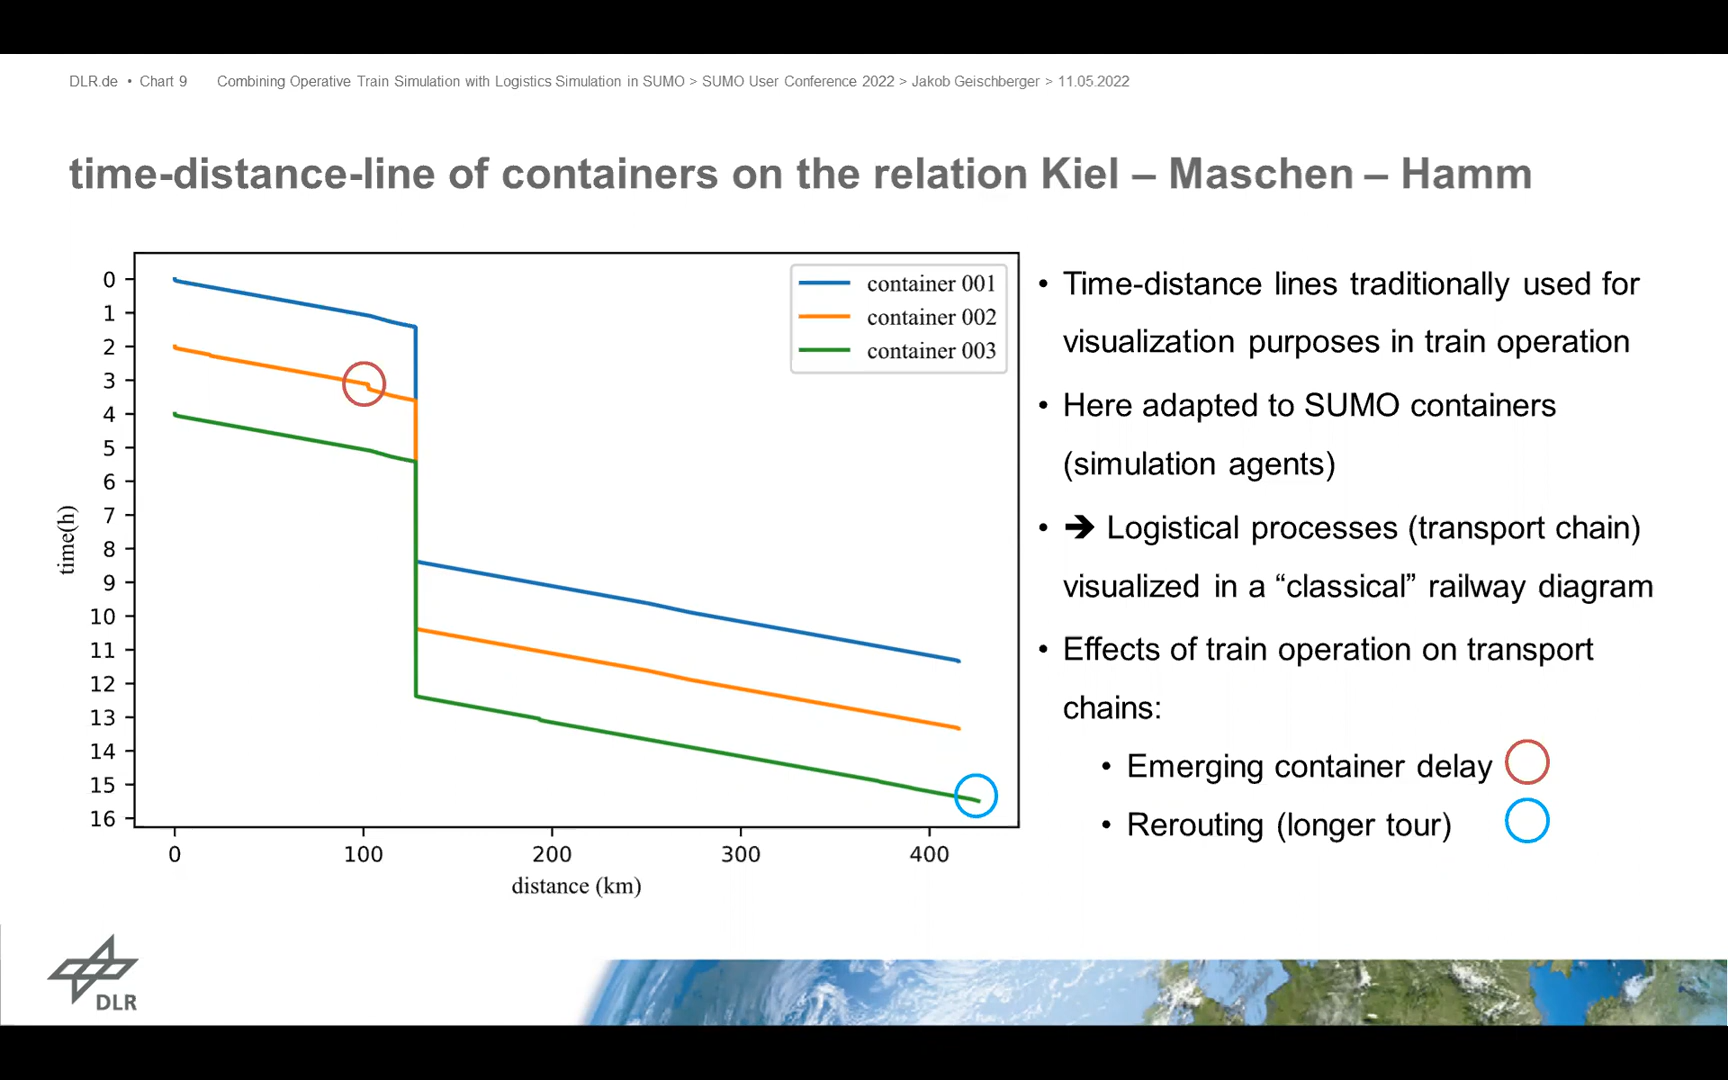 DLR.de • Chart 9 Combining Operative Train Simulation with Logistics Simulation in SUMO > SUMO User Conference 2022 > Jakob Geischberger > 11.05.2022
time-distance-line of containers on the relation Kiel – Maschen – Hamm
0
1
2
3
4
5
6
7
8
9
10
11
12
13
14
15
16
time(h)
0 100 200 300 400
distance (km)
container 001
container 002
container 003
• Time-distance lines traditionally used for
visualization purposes in train operation
• Here adapted to SUMO containers
(simulation agents)
• ➔ Logistical processes (transport chain)
visualized in a “classical” railway diagram
• Effects of train operation on transport
chains:
• Emerging container delay
• Rerouting (longer tour)
DLR